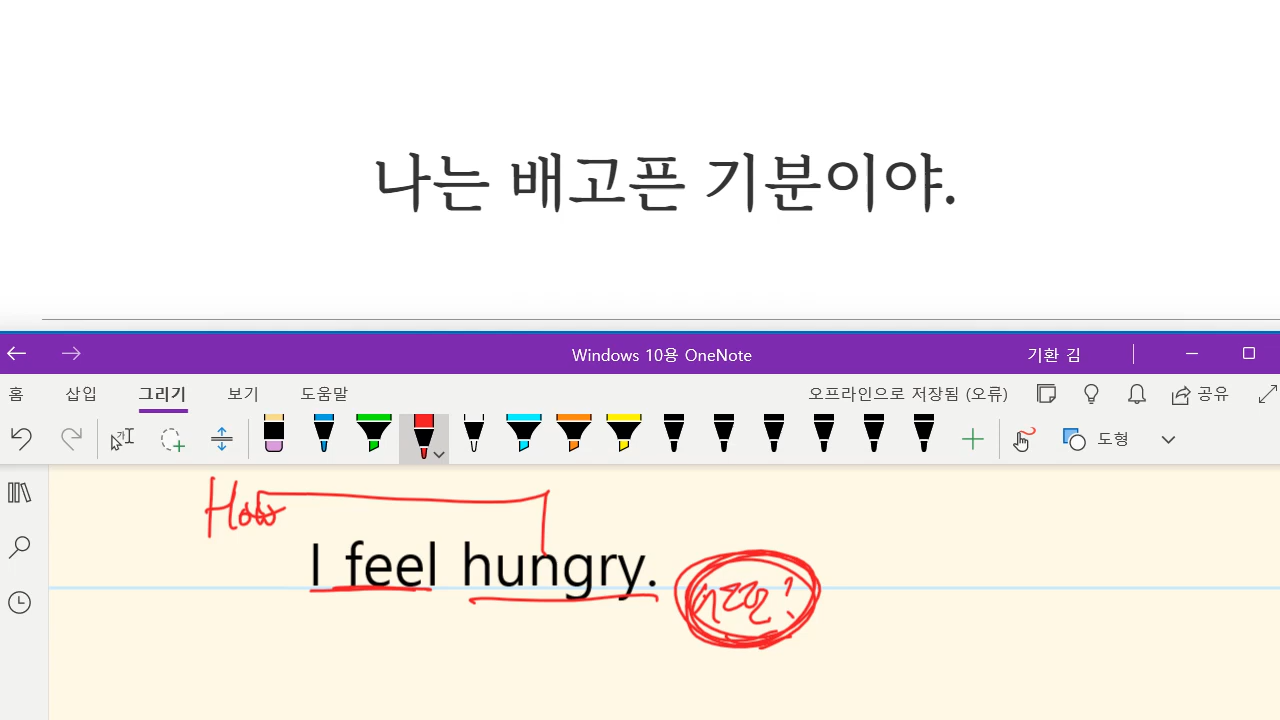 나는 배고픈 기분이야.
Windows 10용 OneNote
기환 김
홈 삽입 그리기 보기 도움말
오프라인으로 저장됨 (오류) 공유
가 도형
How
I feel hungry.